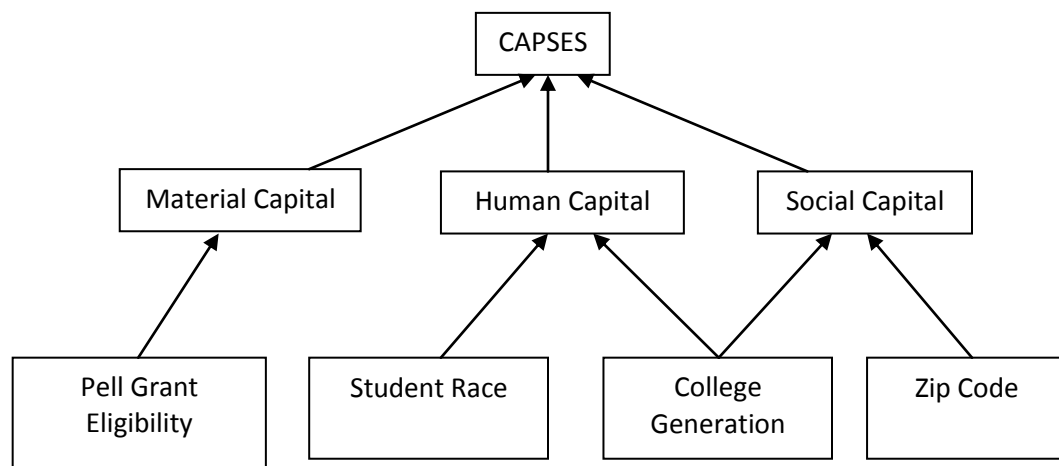 CAPSES
Material Capital
Human Capital
Social Capital
Pell Grant
Eligibility
Student Race
College
Generation
Zip Code